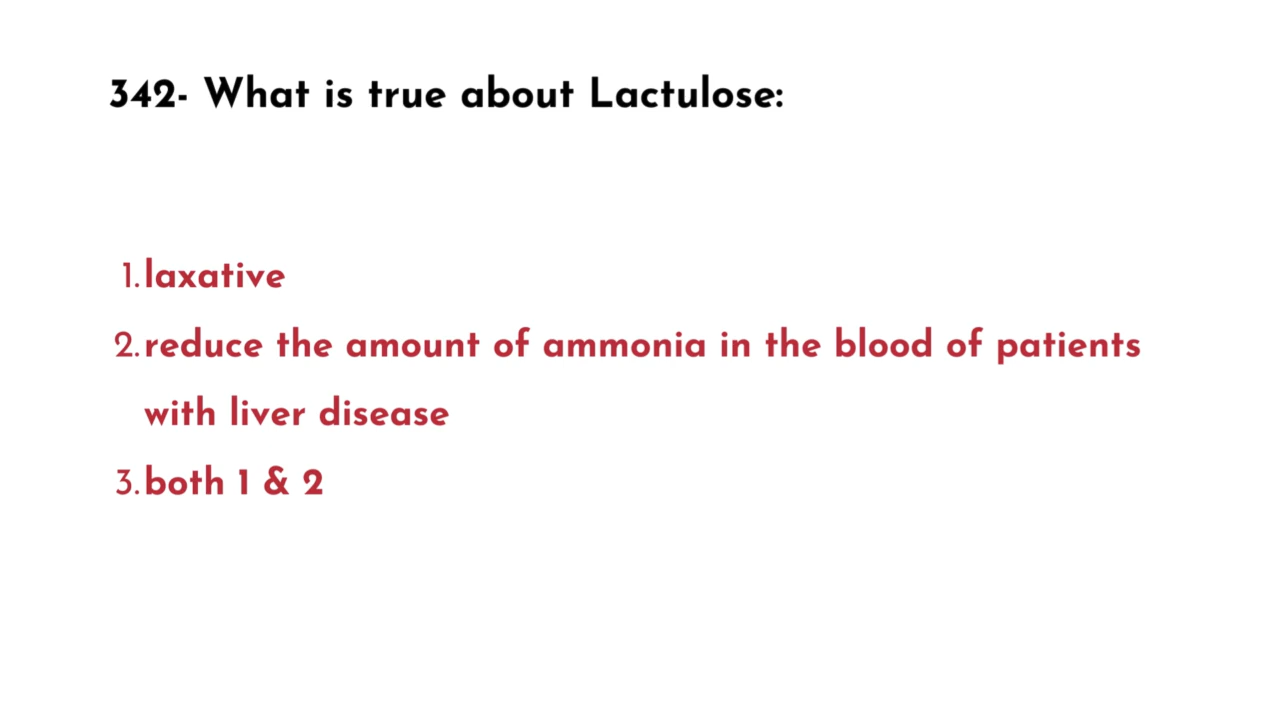 342- What is true about Lactulose:
1. laxative
2. reduce the amount of ammonia in the blood of patients
with liver disease
3. both 1 & 2